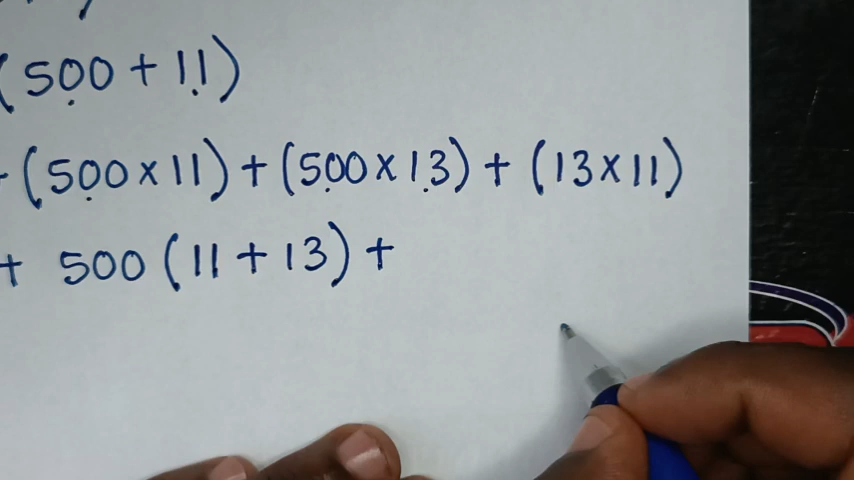 (500 + 11)
(500 × 11) + (500 × 13) + (13 × 11)
+ 500 (11 + 13) +